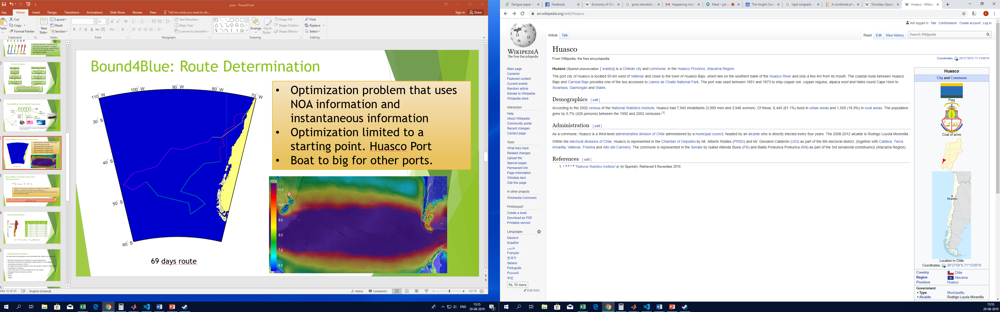 pres - PowerPoint
File Home Insert Design Transitions Animations Slide Show Review View Tell me what you want to do... Sign in Share
Paste
Cut
Copy
Format Painter
Clipboard
New Slide
Layout
Reset
Section
Slides
24
Font
Text Direction
Align Text
Convert to SmartArt
Paragraph
Arrange
Quick Styles
Shape Fill
Shape Outline
Shape Effects
Drawing
Find
Replace
Select
Editing
Process Diagram
Bound4Blue: Boat Speed Evaluation
Bound4Blue: Route Determination
Bound4Blue: Energy Production Determination
Photovoltaic Panel
Optimization Problem
Bound4Blue: Route Determination
110° W
100° W
90° W
80° W
70° W
30° S
40° S
50° S
60° S
69 days route
• Optimization problem that uses
NOA information and
instantaneous information
• Optimization limited to a
starting point. Huasco Port
• Boat to big for other ports.
m/s
11.0
10.0
9.0
8.0
7.0
6.0
lide 12 of 23 English (Ireland) Notes Comments 121 %
ENG 15:55
20-08-2019
Dengue paper 1 Facebook Economy of Chil gross domestic p Happening now Meet – jyk-p The Insight Cent rigid wingsails - A combined pho Shockley–Queiss Huasco - Wikipe
en.wikipedia.org/wiki/Huasco
Not logged in Talk Contributions Create account Log in
Article Talk Read Edit View history Search Wikipedia
WIKIPEDIA
The Free Encyclopedia
Main page
Contents
Featured content
Current events
Random article
Donate to Wikipedia
Wikipedia store
Interaction
Help
About Wikipedia
Community portal
Recent changes
Contact page
Tools
What links here
Related changes
Upload file
Special pages
Permanent link
Page information
Wikidata item
Cite this page
In other projects
Wikimedia Commons
Print/export
Create a book
Download as PDF
Printable version
Languages
Deutsch
Español
فارسی
Français
한국어
Italiano
Português
Русский
中文
10 more
Edit links
Huasco
From Wikipedia, the free encyclopedia
Coordinates: 28°27′59″S 71°13′09″W
Huasco (Spanish pronunciation: [ˈwasko]) is a Chilean city and commune, in the Huasco Province, Atacama Region.
The port city of Huasco is located 50 km west of Vallenar and close to the town of Huasco Bajo, which lies on the southern bank of the Huasco River and only a few km from its mouth. The coastal route between Huasco
Bajo and Carrizal Bajo provides one of the two accesses to Llanos de Challe National Park. The port was used between 1851 and 1873 to ship copper ore, copper regulus, alpaca wool and hides round Cape Horn to
Swansea, Glamorgan and Wales.
Demographics [ edit ]
According to the 2002 census of the National Statistics Institute, Huasco had 7,945 inhabitants (3,999 men and 3,946 women). Of these, 6,445 (81.1%) lived in urban areas and 1,500 (18.9%) in rural areas. The population
grew by 5.7% (429 persons) between the 1992 and 2002 censuses.[1]
Administration [ edit ]
As a commune, Huasco is a third-level administrative division of Chile administered by a municipal council, headed by an alcalde who is directly elected every four years. The 2008-2012 alcalde is Rodrigo Loyola Morenilla.
Within the electoral divisions of Chile, Huasco is represented in the Chamber of Deputies by Mr. Alberto Robles (PRSD) and Mr. Giovanni Calderón (UDI) as part of the 6th electoral district, (together with Caldera, Tierra
Amarilla, Vallenar, Freirina and Alto del Carmen). The commune is represented in the Senate by Isabel Allende Bussi (PS) and Baldo Prokurica Prokurica (RN) as part of the 3rd senatorial constituency (Atacama Region).
References [ edit ]
1. ^ a b c d "National Statistics Institute" (in Spanish). Retrieved 4 November 2010.
Huasco
City and Commune
Flag
Coat of arms
Huasco
Location in Chile
Coordinates: 28°27′59″S 71°13′09″W
Country Chile
Region Atacama
Province Huasco
Government
• Type Municipality
• Alcalde Rodrigo Loyola Morenilla
15:55
20-08-2019